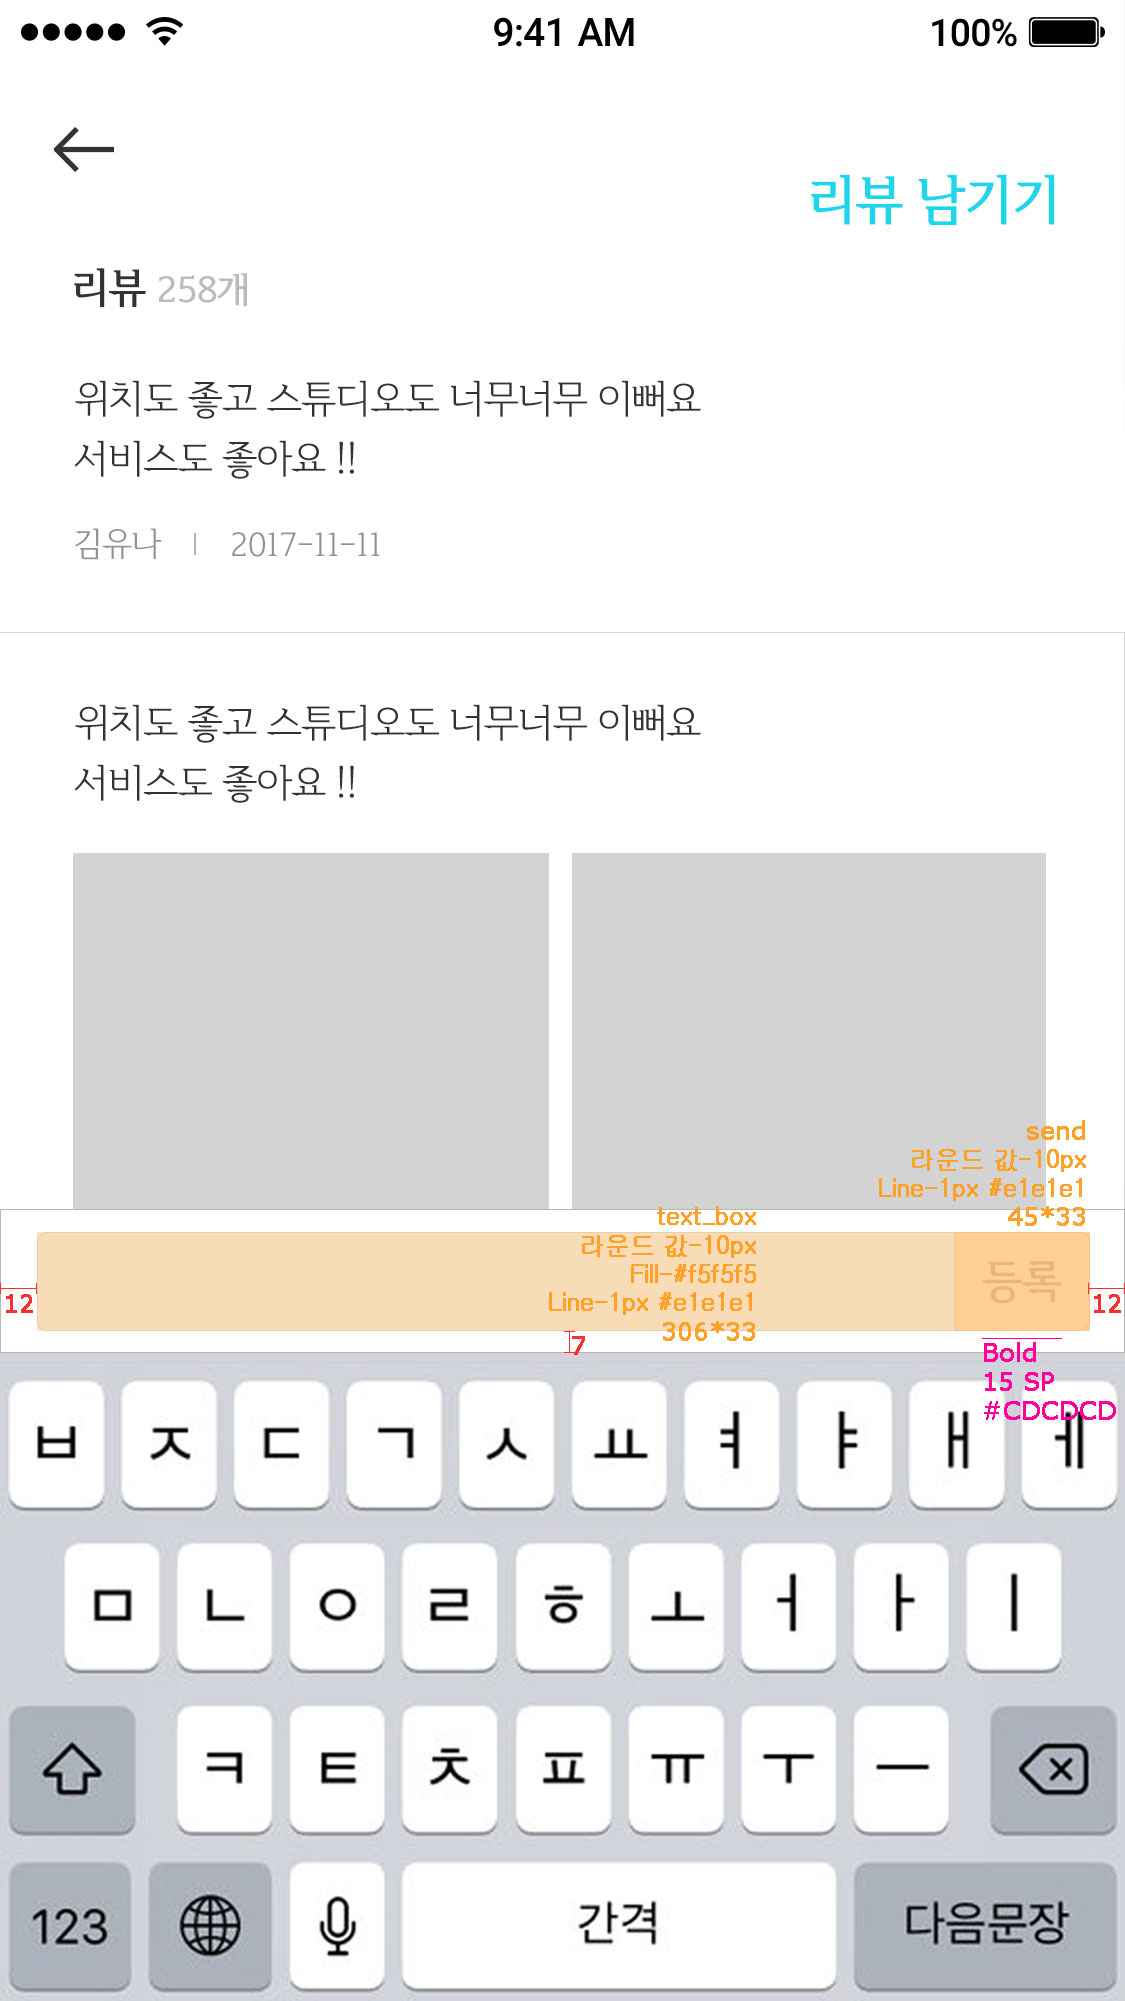 9:41 AM
100%
리뷰 남기기
리뷰 258개
위치도 좋고 스튜디오도 너무너무 이뻐요
서비스도 좋아요 !!
김유나 | 2017-11-11
위치도 좋고 스튜디오도 너무너무 이뻐요
서비스도 좋아요 !!
send
라운드 값-10px
Line-1px #e1e1e1
45*33
text_box
라운드 값-10px
Fill-#f5f5f5
Line-1px #e1e1e1
306*33
등록
12
12
7
Bold
15 SP
#CDCDCD
ㅂ ㅈ ㄷ ㄱ ㅅ ㅛ ㅕ ㅑ ㅐ ㅔ
ㅁ ㄴ ㅇ ㄹ ㅎ ㅗ ㅓ ㅏ ㅣ
ㅋ ㅌ ㅊ ㅍ ㅠ ㅜ ㅡ
123 간격 다음문장